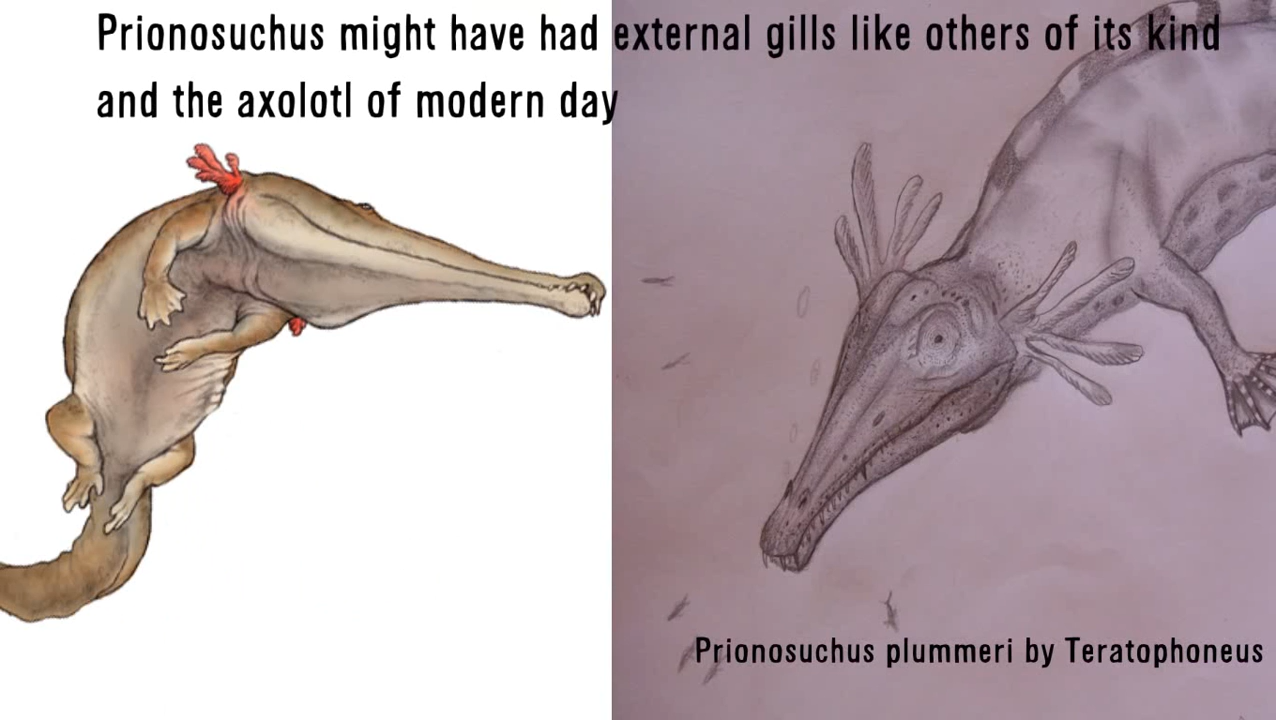 Prionosuchus might have had external gills like others of its kind
and the axolotl of modern day
Prionosuchus plummeri by Teratophoneus